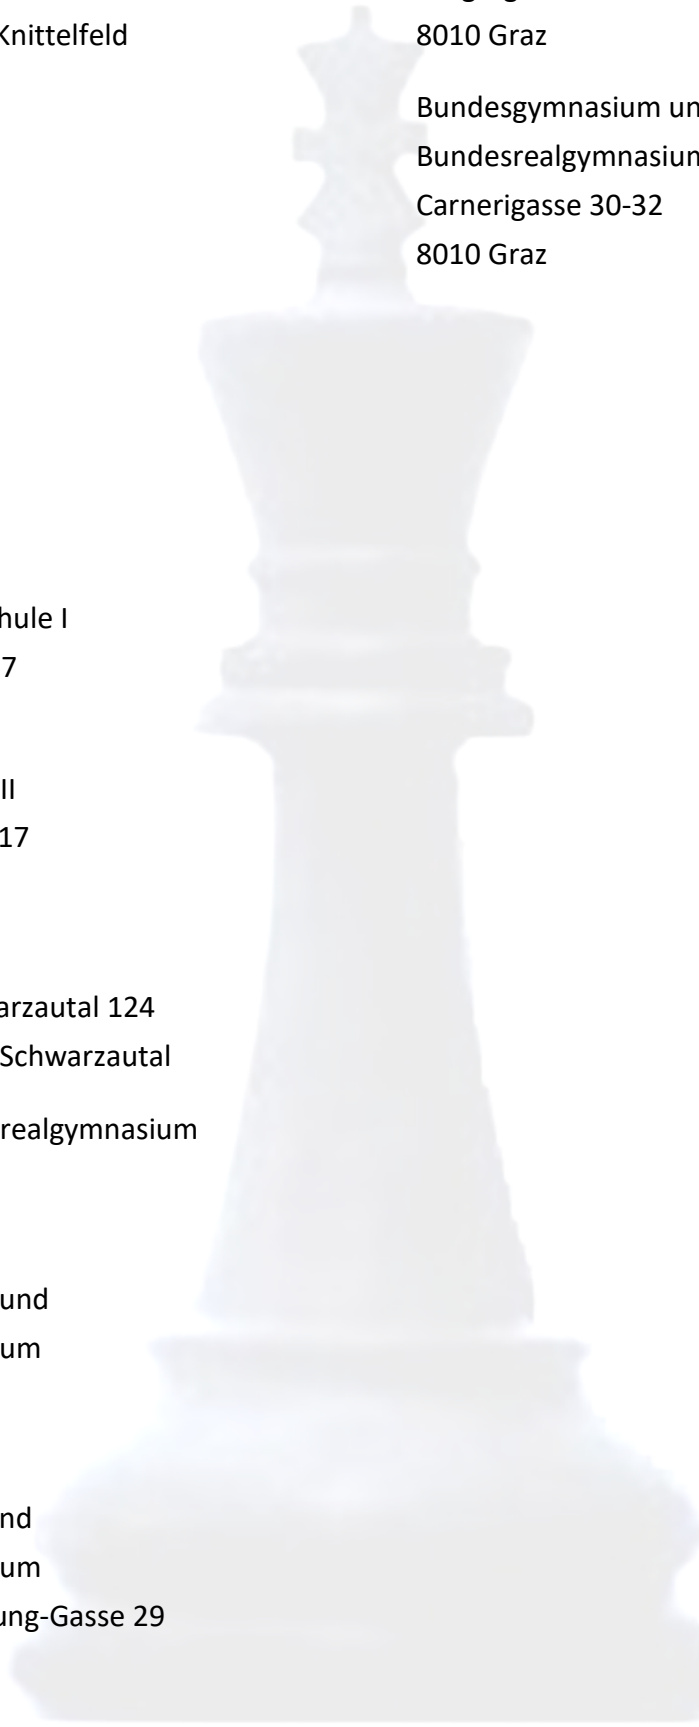 Knittelfeld
hule I
7
II
17
arzautal 124
Schwarzautal
realgymnasium
und
um
nd
um
ung-Gasse 29
8010 Graz
Bundesgymnasium un
Bundesrealgymnasium
Carnerigasse 30-32
8010 Graz